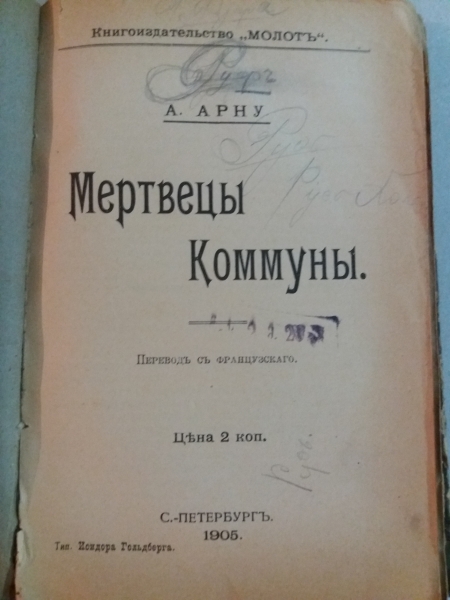 Книгоиздательство „МОЛОТЪ“.
А. АРНУ
Мертвецы
Коммуны.
Переводъ съ французскаго.
Цѣна 2 коп.
С.-ПЕТЕРБУРГЪ.
1905.
Тип. Исидора Гольдберга.